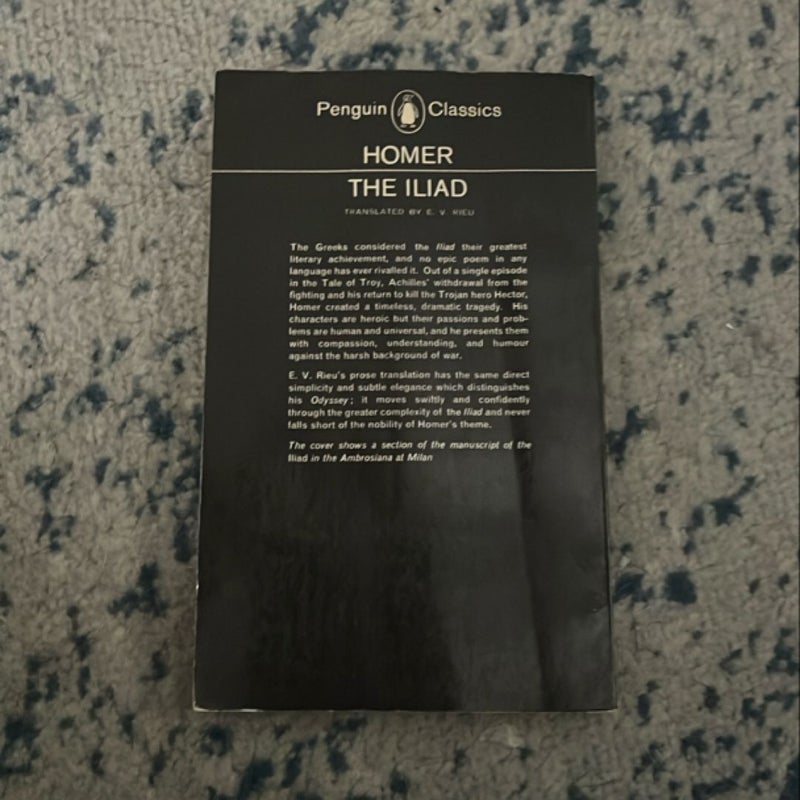 Penguin Classics
HOMER
THE ILIAD
TRANSLATED BY E. V. RIEU
The Greeks considered the Iliad their greatest
literary achievement, and no epic poem in any
language has ever rivalled it. Out of a single episode
in the Tale of Troy, Achilles' withdrawal from the
fighting and his return to kill the Trojan hero Hector,
Homer created a timeless, dramatic tragedy. His
characters are heroic but their passions and prob-
lems are human and universal, and he presents them
with compassion, understanding, and humour
against the harsh background of war.
E. V. Rieu's prose translation has the same direct
simplicity and subtle elegance which distinguishes
his Odyssey; it moves swiftly and confidently
through the greater complexity of the Iliad and never
falls short of the nobility of Homer's theme.
The cover shows a section of the manuscript of the
Iliad in the Ambrosiana at Milan